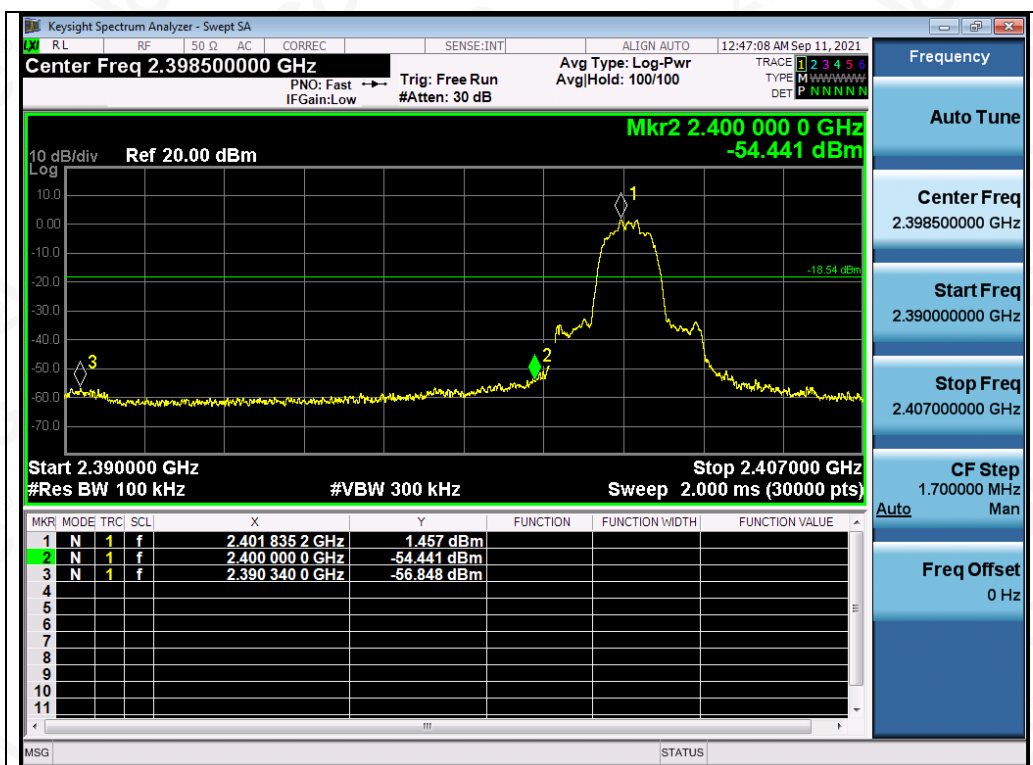 Keysight Spectrum Analyzer - Swept SA
LXI RL RF 50 Ω AC CORREC SENSE:INT ALIGN AUTO 12:47:08 AM Sep 11, 2021
Center Freq 2.398500000 GHz
PNO: Fast
IFGain:Low
Trig: Free Run
#Atten: 30 dB
Avg Type: Log-Pwr
Avg|Hold: 100/100
TRACE 1 2 3 4 5 6
TYPE M WWWWW
DET P N N N N N
Mkr2 2.400 000 0 GHz
-54.441 dBm
10 dB/div Ref 20.00 dBm
Log
10.0
0.00
-10.0
-20.0
-30.0
-40.0
-50.0
-60.0
-70.0
1
-18.54 dBm
2
3
Start 2.390000 GHz Stop 2.407000 GHz
#Res BW 100 kHz #VBW 300 kHz Sweep 2.000 ms (30000 pts)
MKR MODE TRC SCL X Y FUNCTION FUNCTION WIDTH FUNCTION VALUE
1 N 1 f 2.401 835 2 GHz 1.457 dBm
2 N 1 f 2.400 000 0 GHz -54.441 dBm
3 N 1 f 2.390 340 0 GHz -56.848 dBm
4
5
6
7
8
9
10
11
MSG STATUS
Frequency
Auto Tune
Center Freq
2.398500000 GHz
Start Freq
2.390000000 GHz
Stop Freq
2.407000000 GHz
CF Step
1.700000 MHz
Auto Man
Freq Offset
0 Hz